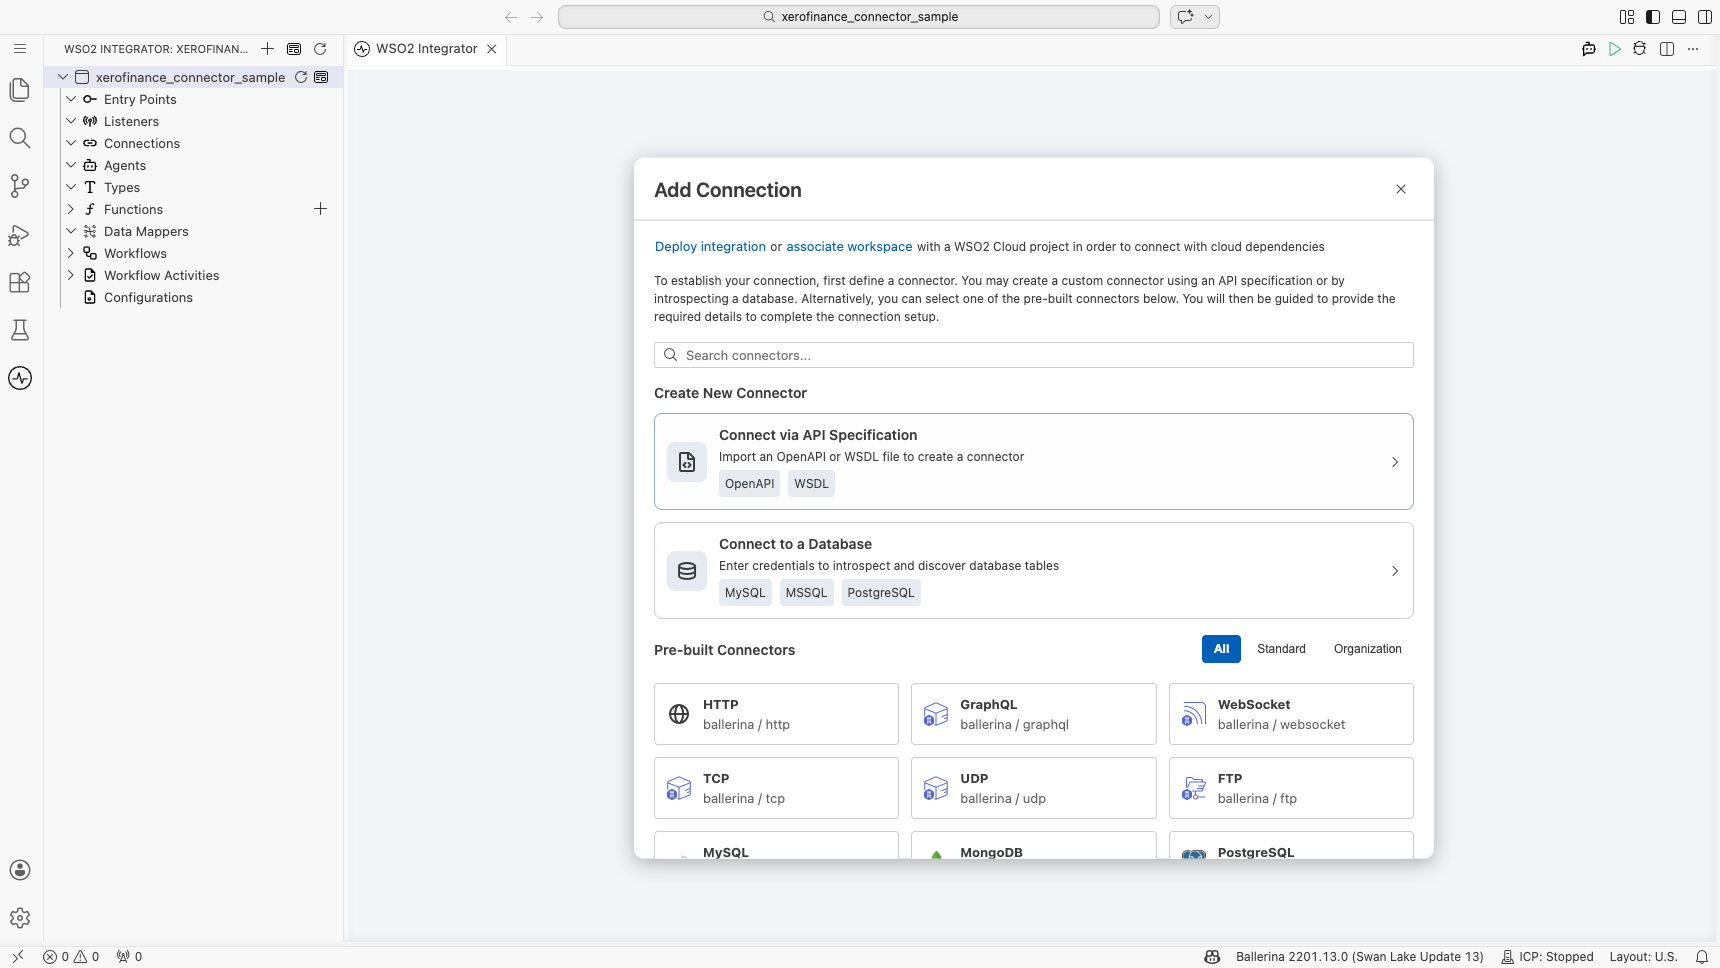 xerofinance_connector_sample
WSO2 INTEGRATOR: XEROFINAN...
WSO2 Integrator
xerofinance_connector_sample
Entry Points
Listeners
Connections
Agents
Types
Functions
Data Mappers
Workflows
Workflow Activities
Configurations
Add Connection
Deploy integration or associate workspace with a WSO2 Cloud project in order to connect with cloud dependencies
To establish your connection, first define a connector. You may create a custom connector using an API specification or by
introspecting a database. Alternatively, you can select one of the pre-built connectors below. You will then be guided to provide the
required details to complete the connection setup.
Search connectors...
Create New Connector
Connect via API Specification
Import an OpenAPI or WSDL file to create a connector
OpenAPI WSDL
Connect to a Database
Enter credentials to introspect and discover database tables
MySQL MSSQL PostgreSQL
Pre-built Connectors All Standard Organization
HTTP
ballerina / http
GraphQL
ballerina / graphql
WebSocket
ballerina / websocket
TCP
ballerina / tcp
UDP
ballerina / udp
FTP
ballerina / ftp
MySQL
MongoDB
PostgreSQL
0 0 0
Ballerina 2201.13.0 (Swan Lake Update 13) ICP: Stopped Layout: U.S.